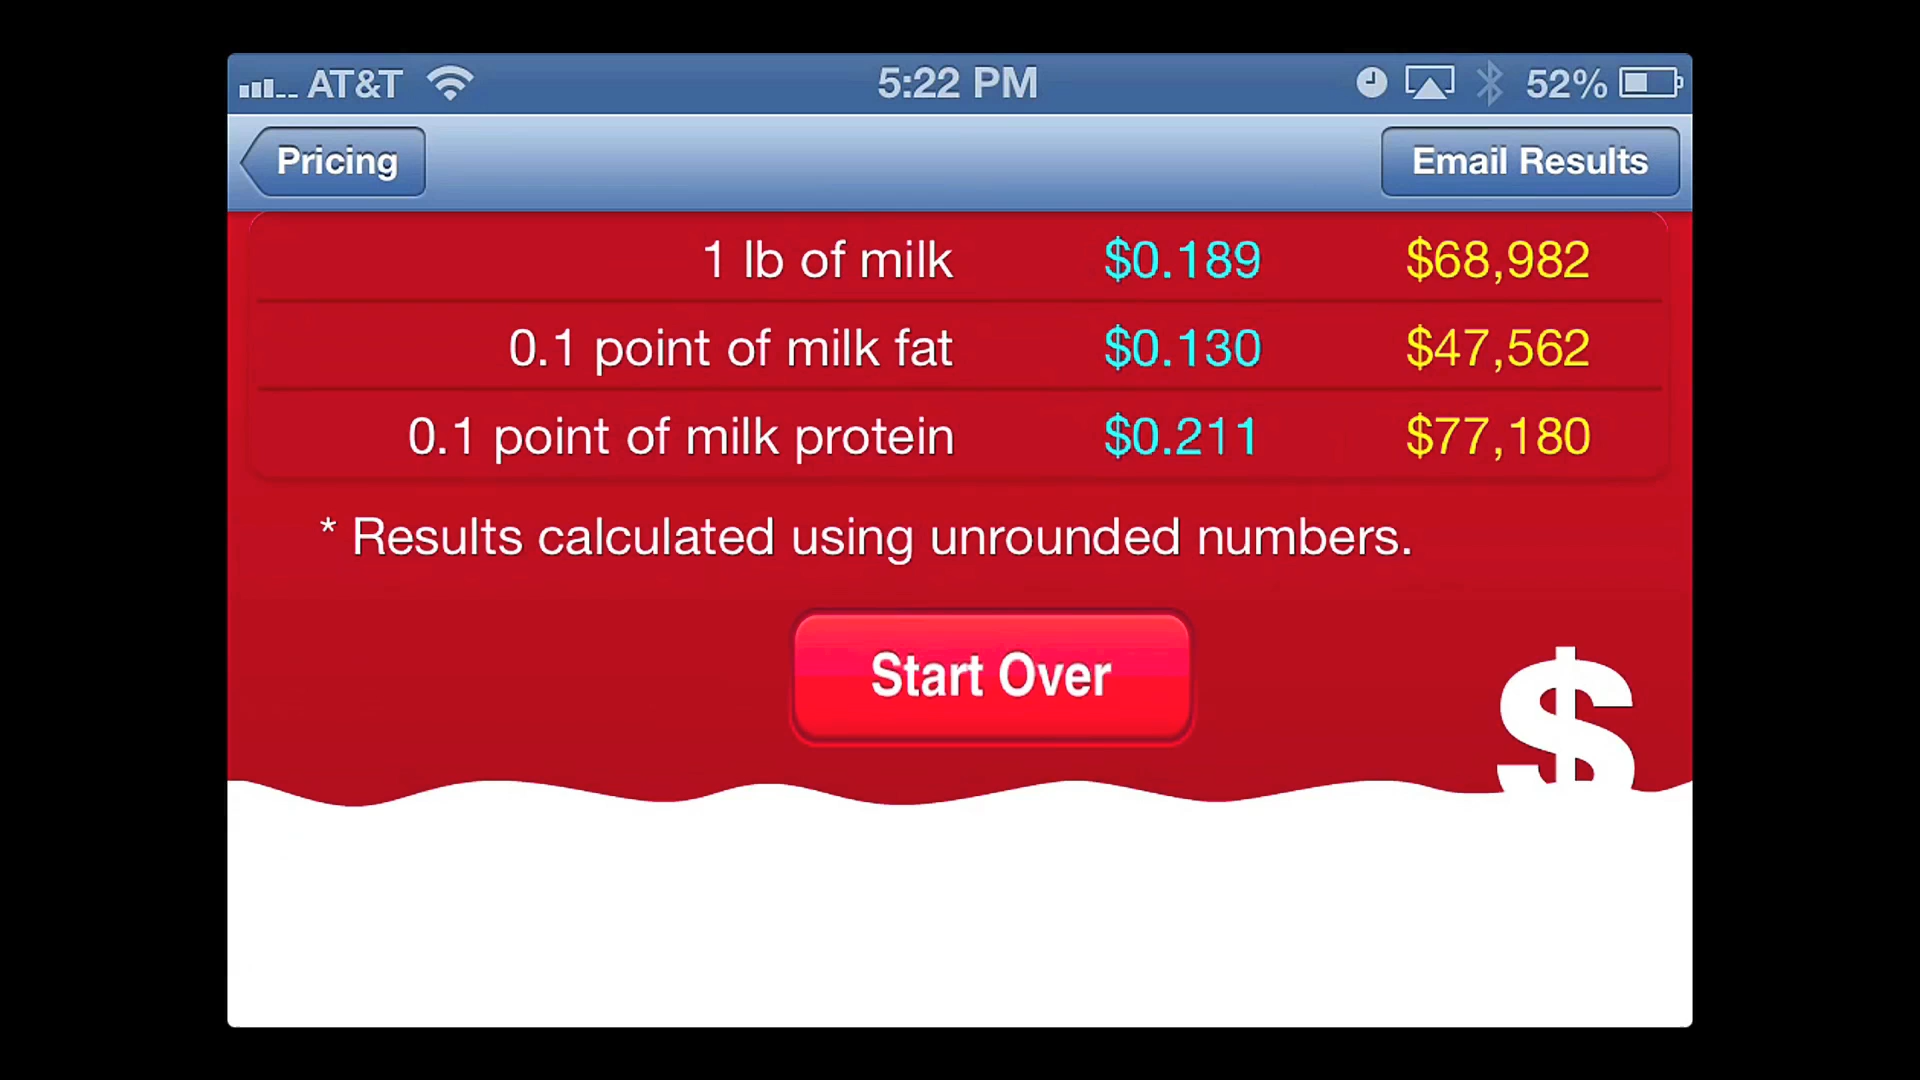 AT&T 5:22 PM 52%
Pricing Email Results
1 lb of milk $0.189 $68,982
0.1 point of milk fat $0.130 $47,562
0.1 point of milk protein $0.211 $77,180
* Results calculated using unrounded numbers.
Start Over
$